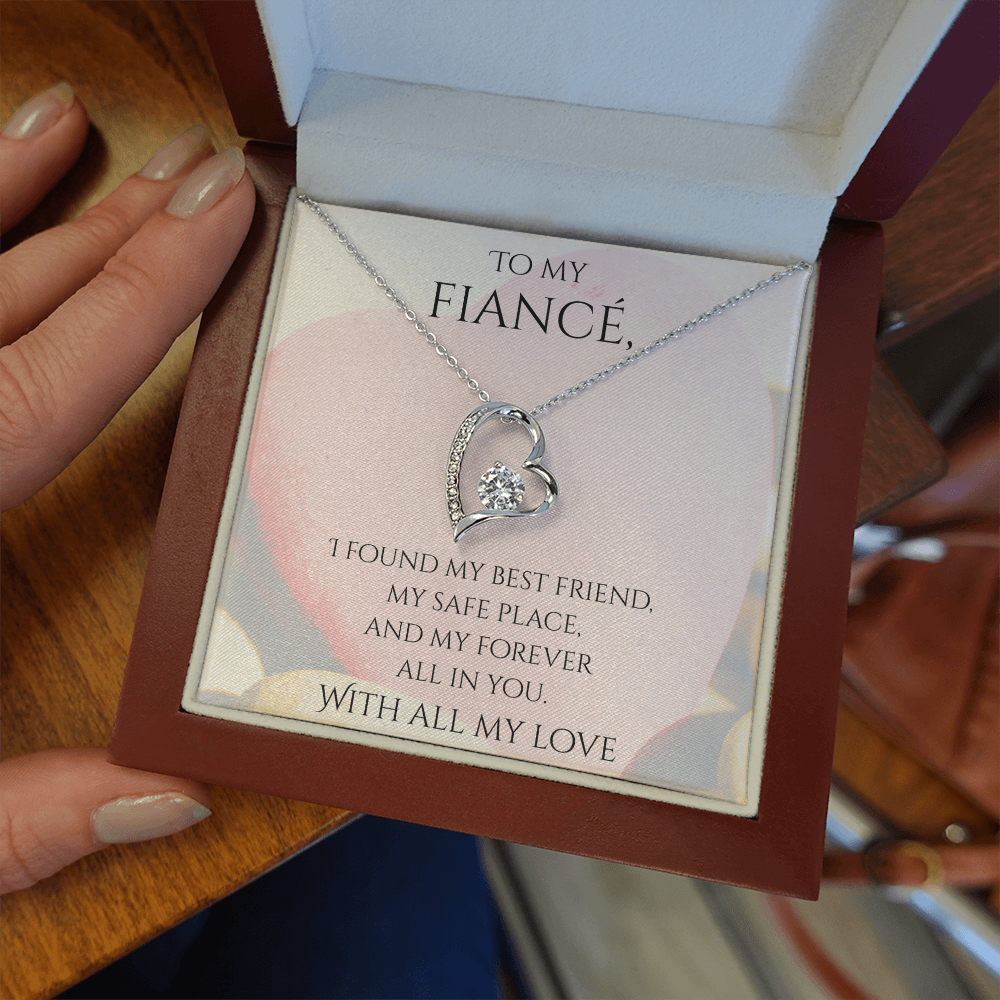 To my
FIANCÉ,
I found my best friend,
my safe place,
and my forever
all in you.
With all my love